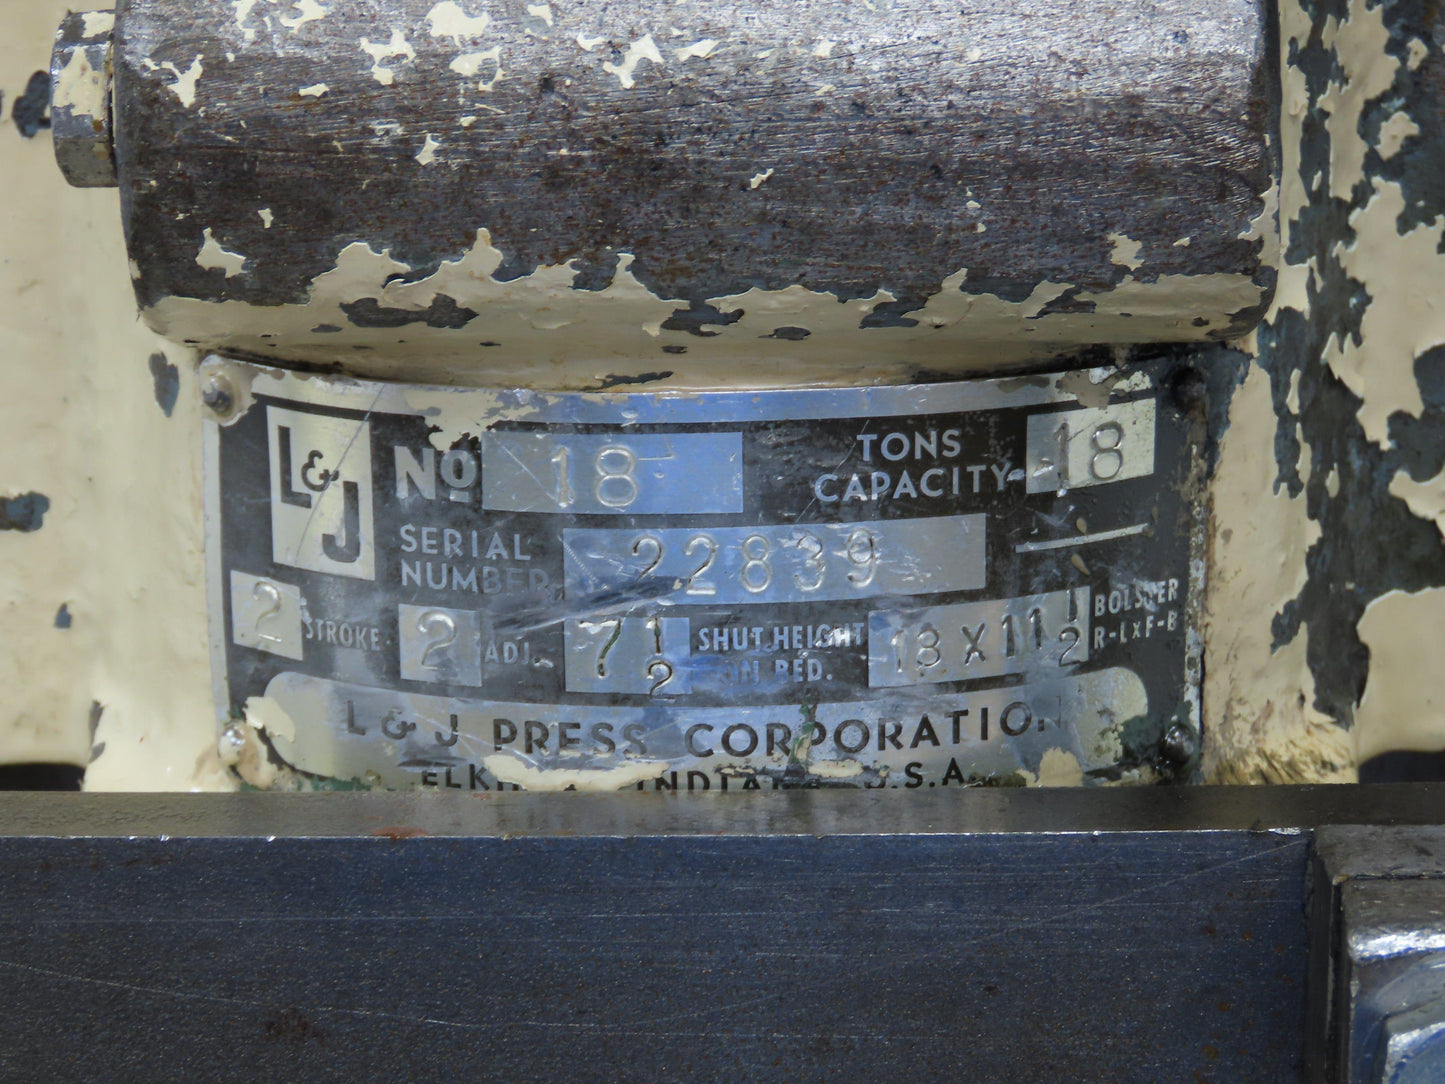 L&J No 18 TONS CAPACITY 18
SERIAL NUMBER 22839
2 STROKE. 2 ADJ. 7 1/2 SHUT HEIGHT ON BED. 18 X 11 1/2 BOLSTER R-LXF-B
L & J PRESS CORPORATION
INDIANA U.S.A.